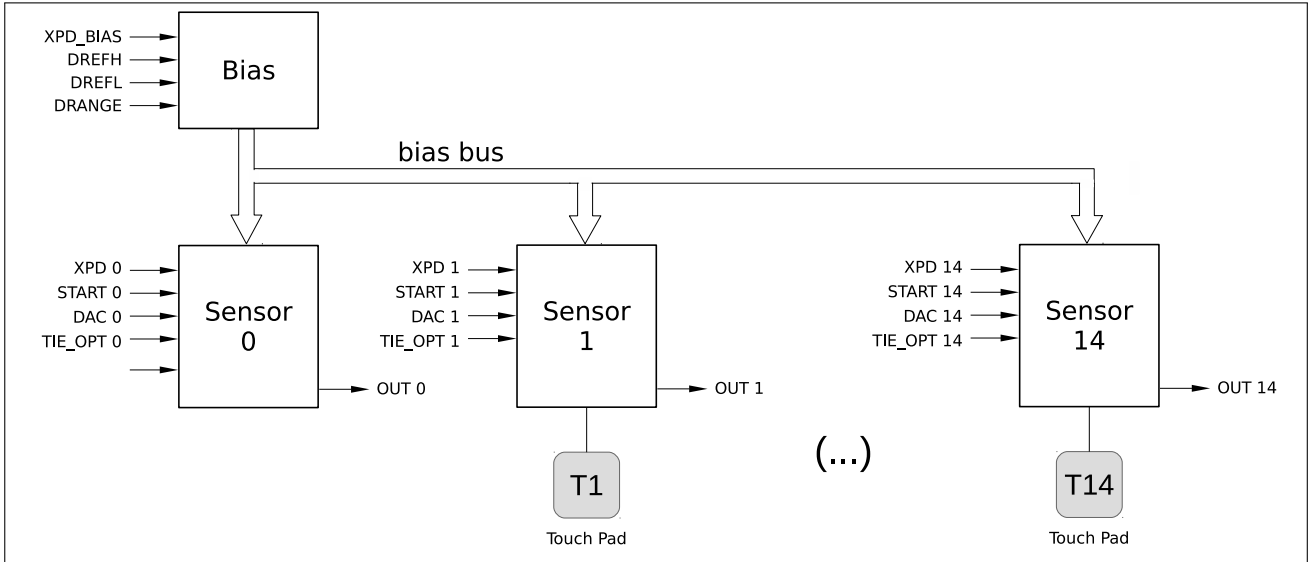 XPD_BIAS
DREFH
DREFL
DRANGE
Bias
bias bus
XPD 0
START 0
DAC 0
TIE_OPT 0
Sensor
0
OUT 0
XPD 1
START 1
DAC 1
TIE_OPT 1
Sensor
1
OUT 1
XPD 14
START 14
DAC 14
TIE_OPT 14
Sensor
14
OUT 14
(...)
T1
Touch Pad
T14
Touch Pad